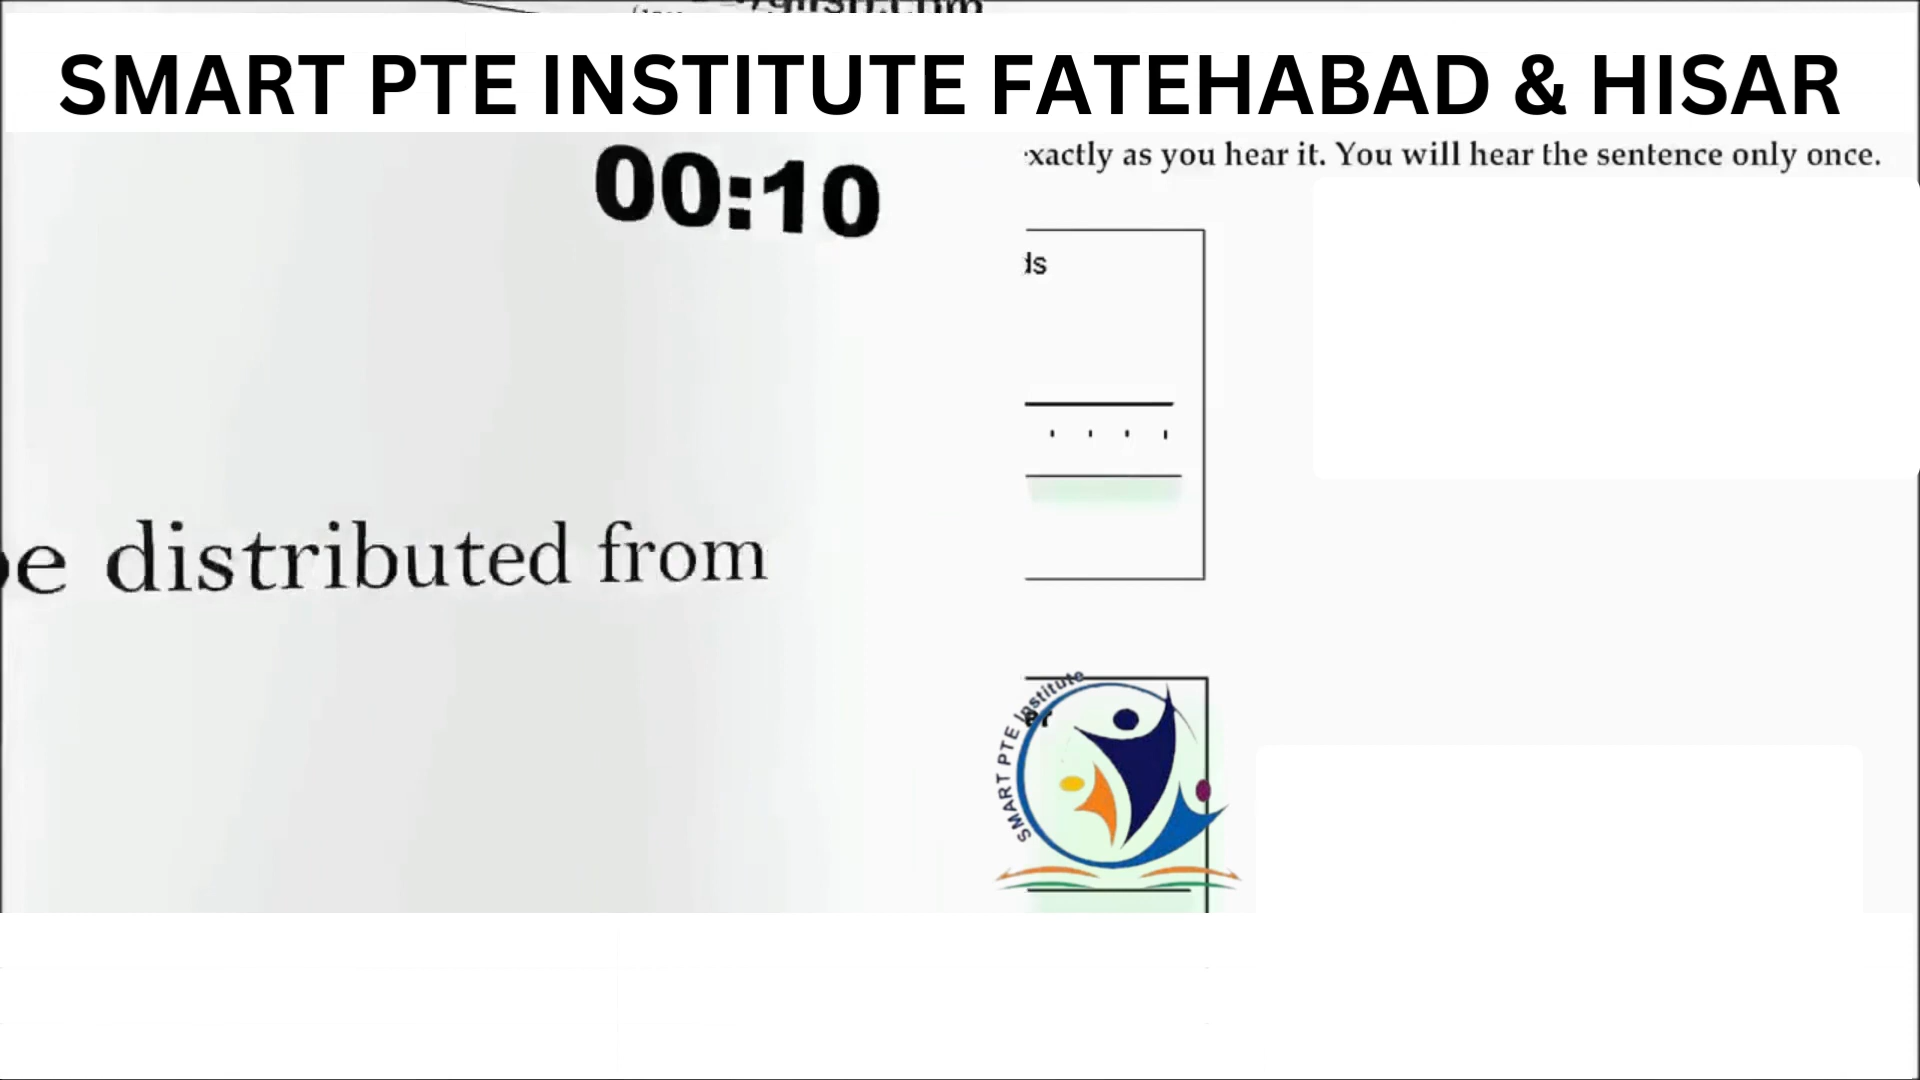 SMART PTE INSTITUTE FATEHABAD & HISAR
xactly as you hear it. You will hear the sentence only once.
00:10
ds
e distributed from
SMART PTE Institute